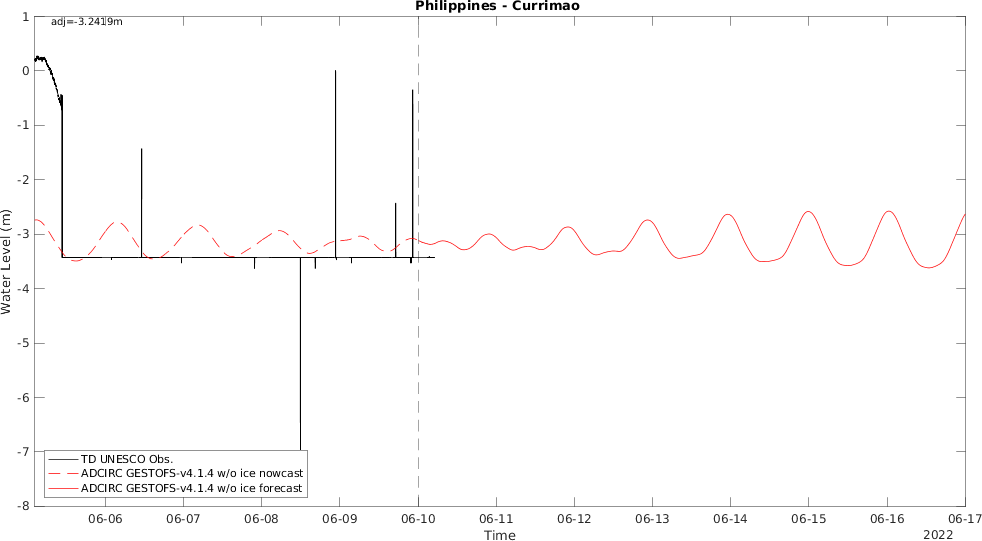 Philippines - Currimao
adj=-3.2419m
1
0
-1
-2
-3
-4
-5
-6
-7
-8
Water Level (m)
TD UNESCO Obs.
ADCIRC GESTOFS-v4.1.4 w/o ice nowcast
ADCIRC GESTOFS-v4.1.4 w/o ice forecast
06-06 06-07 06-08 06-09 06-10 06-11 06-12 06-13 06-14 06-15 06-16 06-17
Time
2022